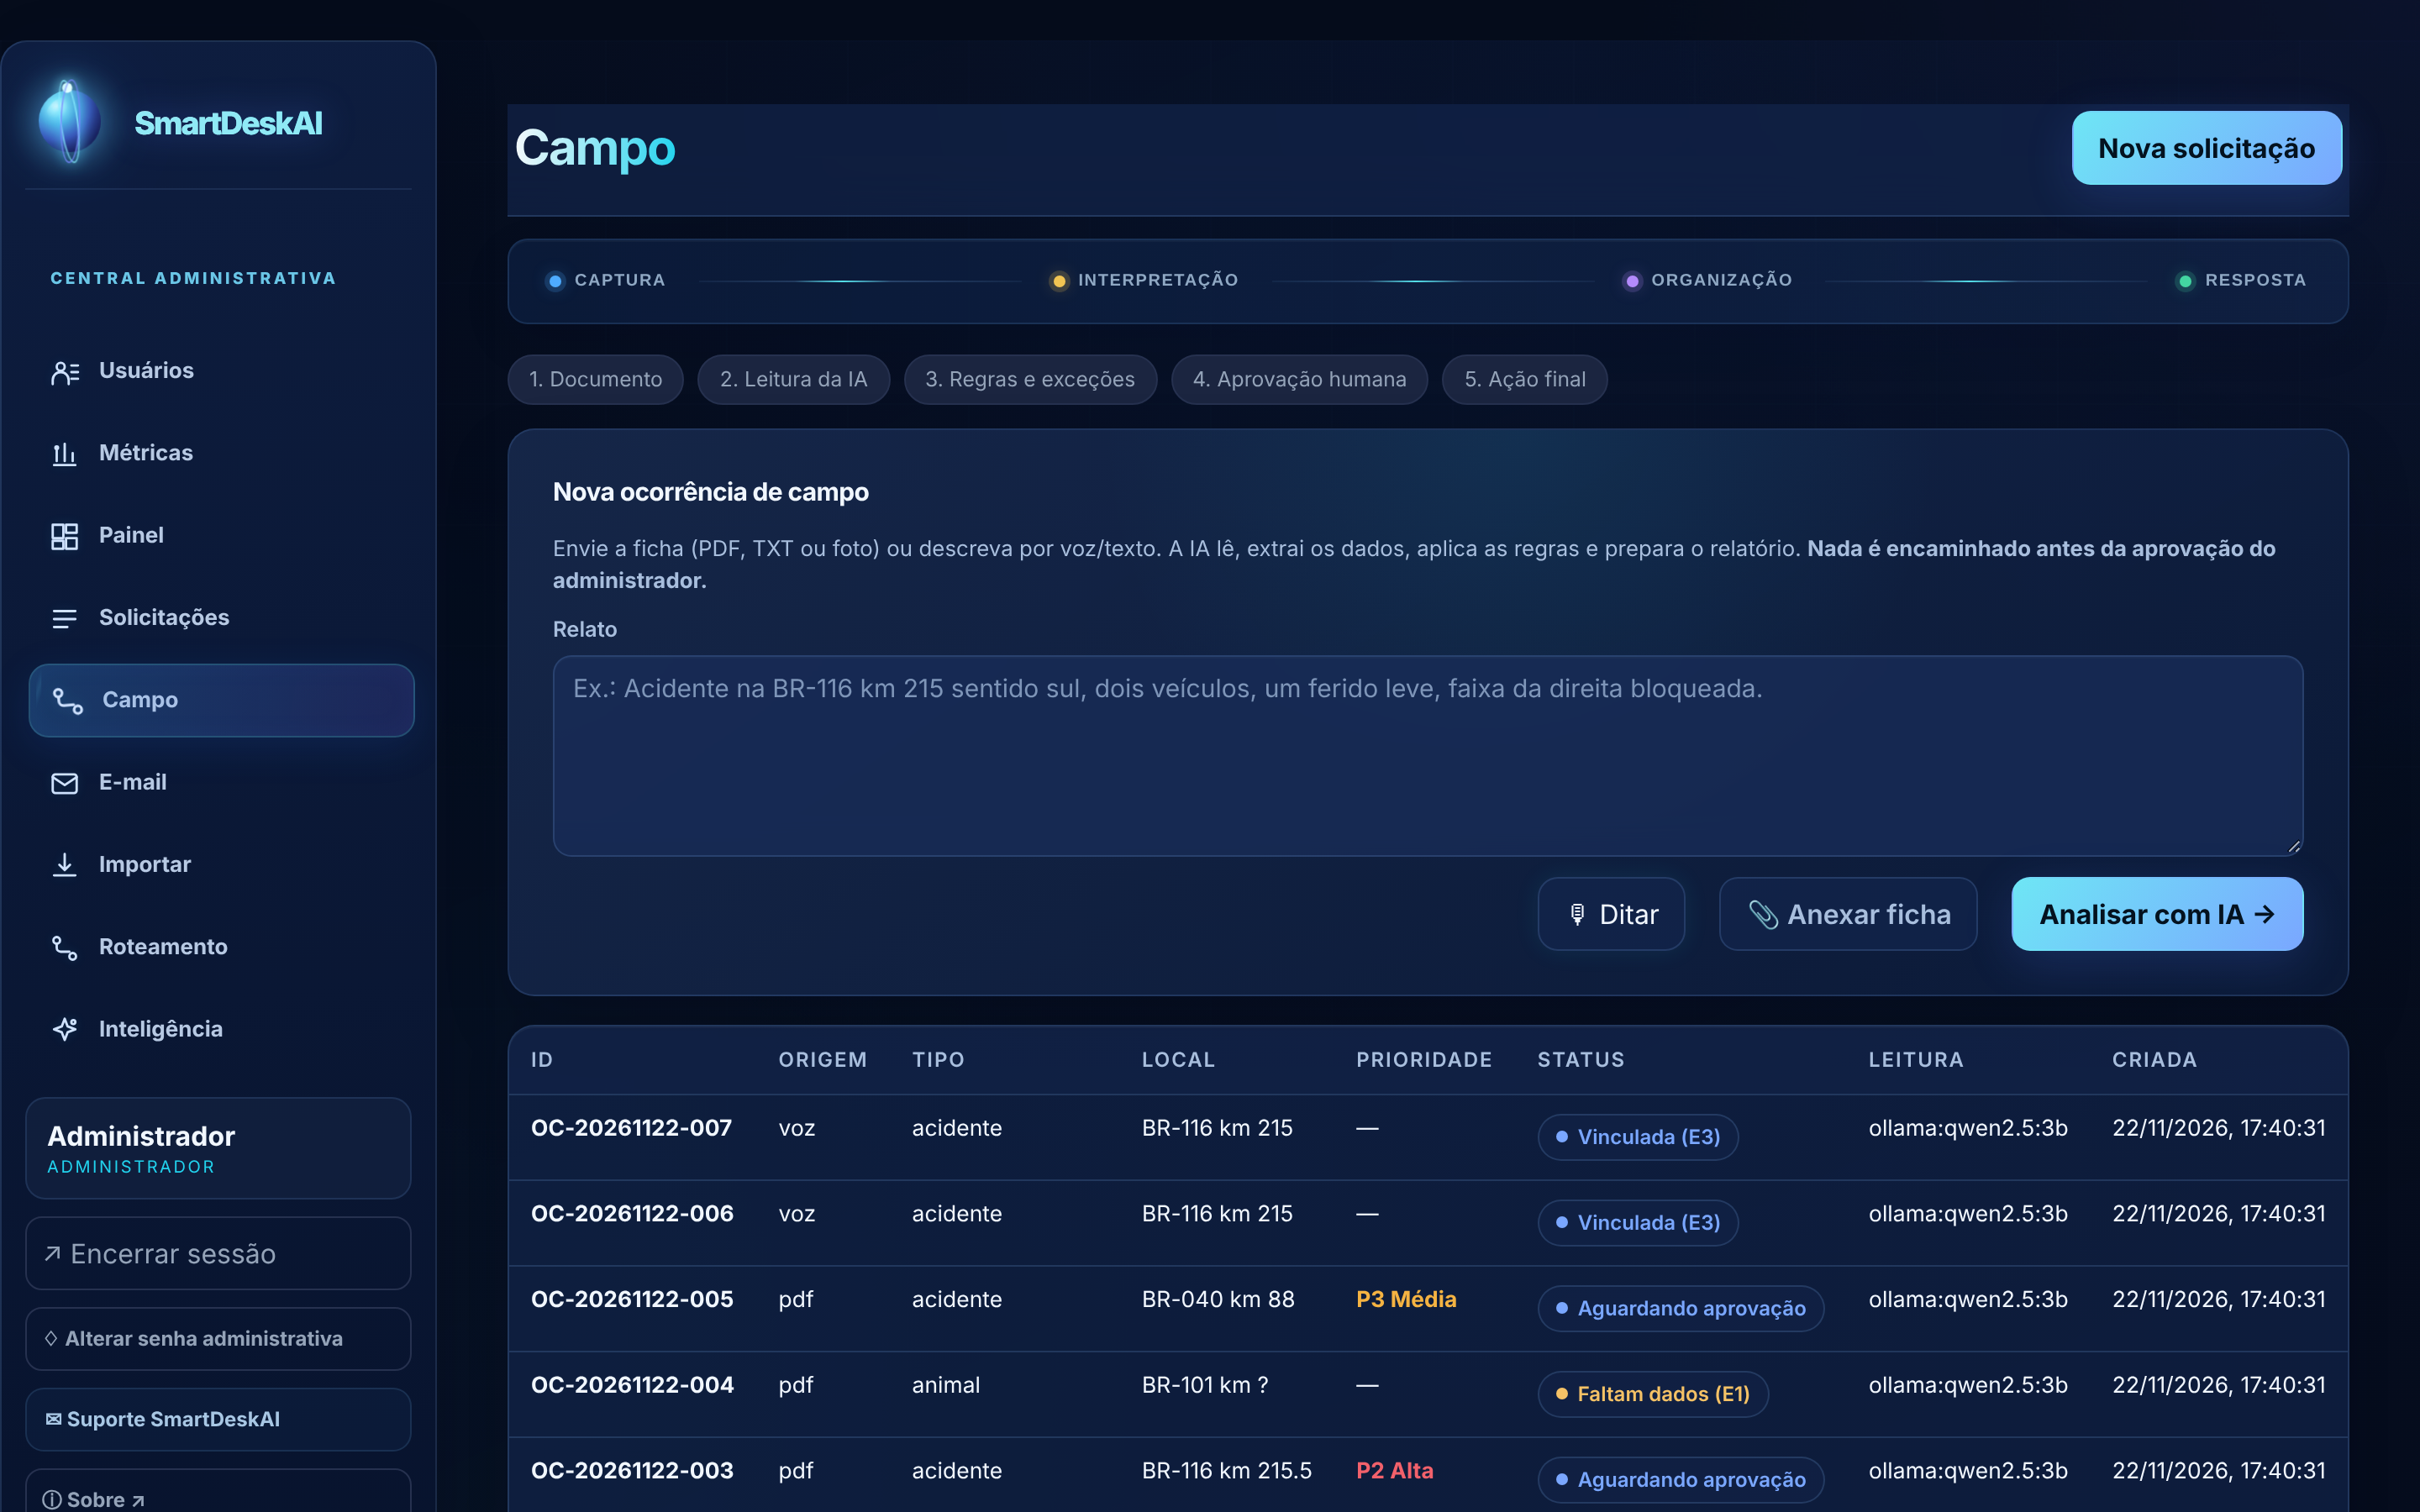 SmartDeskAI
CENTRAL ADMINISTRATIVA
Usuários
Métricas
Painel
Solicitações
Campo
E-mail
Importar
Roteamento
Inteligência
Administrador
ADMINISTRADOR
↗ Encerrar sessão
♢ Alterar senha administrativa
✉ Suporte SmartDeskAI
ⓘ Sobre ↗
Campo
Nova solicitação
CAPTURA
INTERPRETAÇÃO
ORGANIZAÇÃO
RESPOSTA
1. Documento
2. Leitura da IA
3. Regras e exceções
4. Aprovação humana
5. Ação final
Nova ocorrência de campo
Envie a ficha (PDF, TXT ou foto) ou descreva por voz/texto. A IA lê, extrai os dados, aplica as regras e prepara o relatório. Nada é encaminhado antes da aprovação do
administrador.
Relato
Ex.: Acidente na BR-116 km 215 sentido sul, dois veículos, um ferido leve, faixa da direita bloqueada.
🎙 Ditar
📎 Anexar ficha
Analisar com IA →
ID ORIGEM TIPO LOCAL PRIORIDADE STATUS LEITURA CRIADA
OC-20261122-007 voz acidente BR-116 km 215 — Vinculada (E3) ollama:qwen2.5:3b 22/11/2026, 17:40:31
OC-20261122-006 voz acidente BR-116 km 215 — Vinculada (E3) ollama:qwen2.5:3b 22/11/2026, 17:40:31
OC-20261122-005 pdf acidente BR-040 km 88 P3 Média Aguardando aprovação ollama:qwen2.5:3b 22/11/2026, 17:40:31
OC-20261122-004 pdf animal BR-101 km ? — Faltam dados (E1) ollama:qwen2.5:3b 22/11/2026, 17:40:31
OC-20261122-003 pdf acidente BR-116 km 215.5 P2 Alta Aguardando aprovação ollama:qwen2.5:3b 22/11/2026, 17:40:31